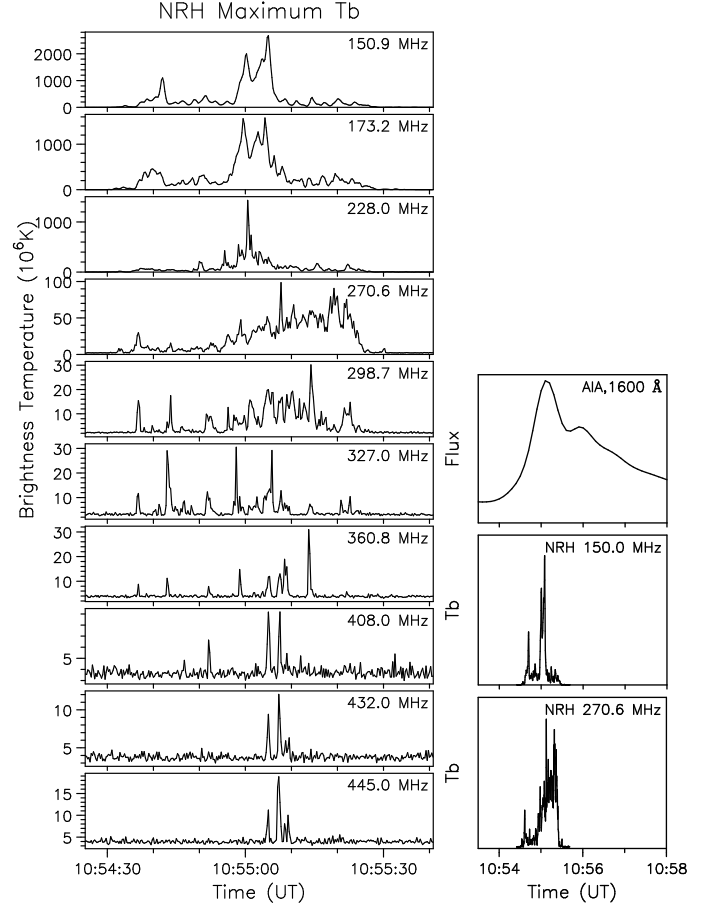 NRH Maximum Tb
150.9 MHz
2000
1000
0
173.2 MHz
1000
0
228.0 MHz
1000
0
270.6 MHz
100
50
0
298.7 MHz
30
20
10
327.0 MHz
30
20
10
360.8 MHz
30
20
10
408.0 MHz
5
432.0 MHz
10
5
445.0 MHz
15
10
5
Brightness Temperature (10⁶K)
10:54:30 10:55:00 10:55:30
Time (UT)
AIA,1600 Å
Flux
NRH 150.0 MHz
Tb
NRH 270.6 MHz
Tb
10:54 10:56 10:58
Time (UT)